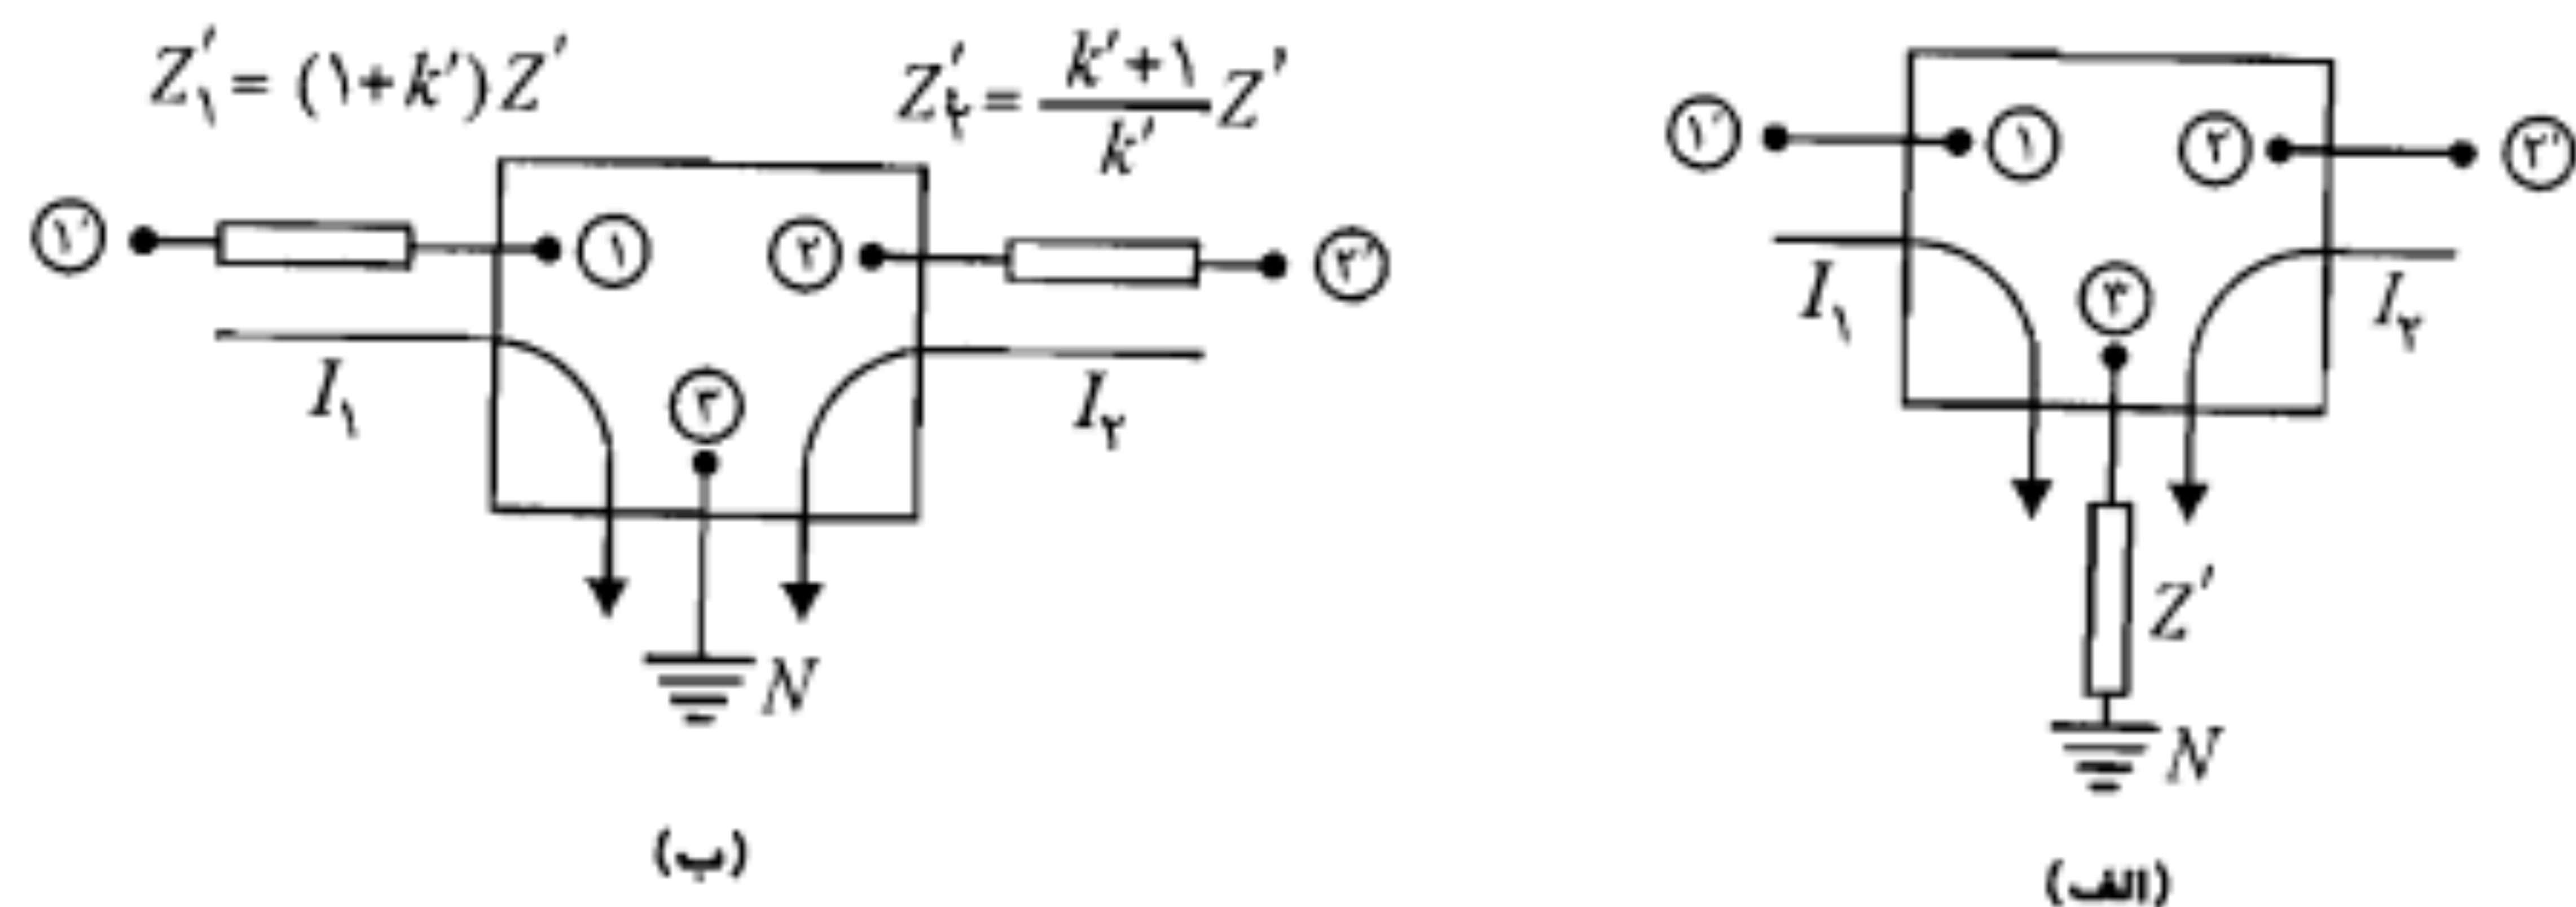 Z'۱ = (۱+k')Z'
Z'۲ = (k'+۱)/k' Z'
۱' ۱ ۲ ۲'
I۱ ۳ I۲
N
(ب)
۱' ۱ ۲ ۲'
I۱ ۳ I۲
Z'
N
(الف)